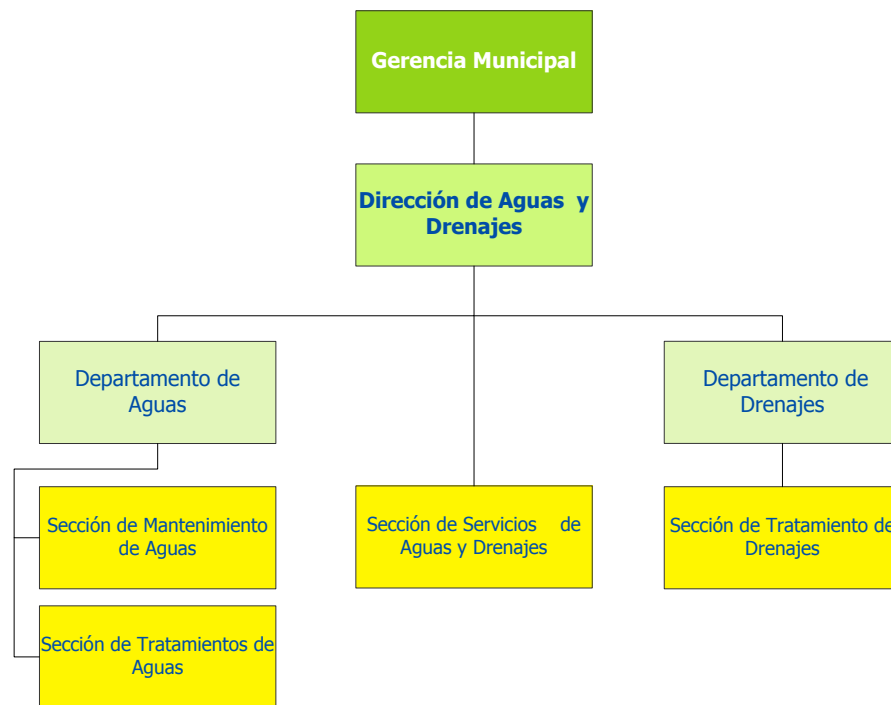 Gerencia Municipal
Dirección de Aguas y
Drenajes
Departamento de
Aguas
Departamento de
Drenajes
Sección de Mantenimiento
de Aguas
Sección de Servicios de
Aguas y Drenajes
Sección de Tratamiento de
Drenajes
Sección de Tratamientos de
Aguas